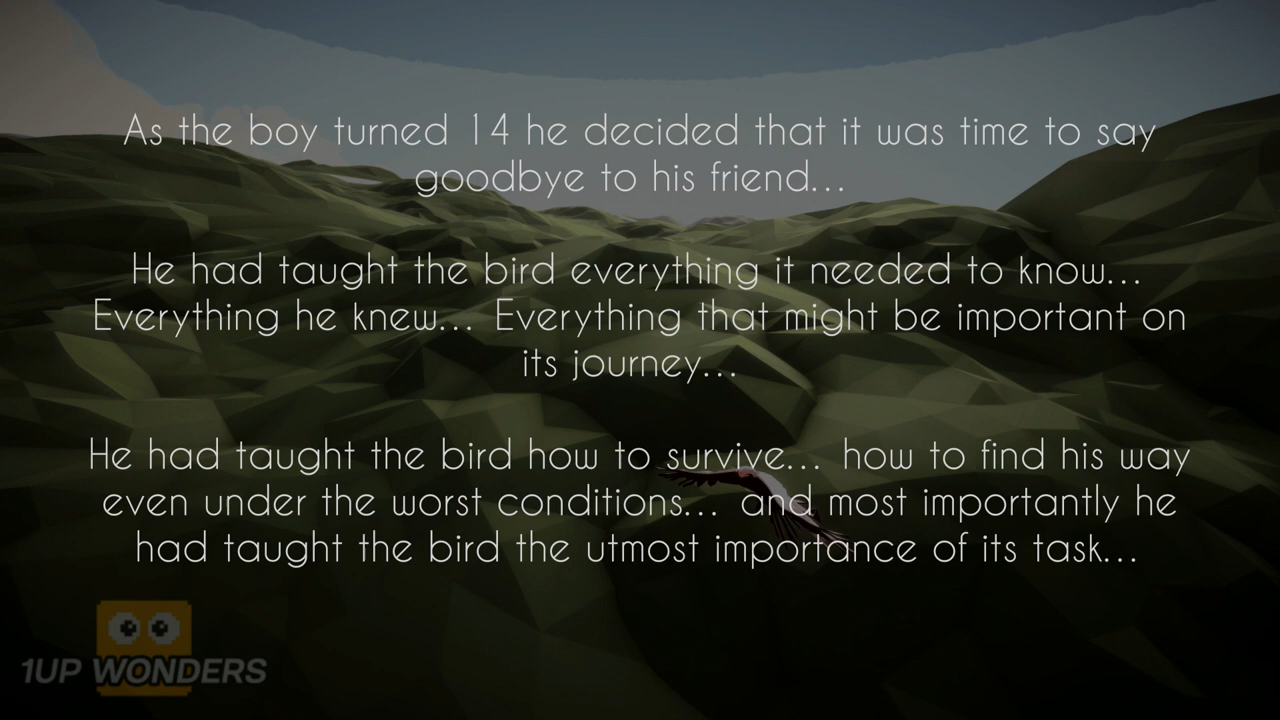 As the boy turned 14 he decided that it was time to say
goodbye to his friend...
He had taught the bird everything it needed to know...
Everything he knew... Everything that might be important on
its journey...
He had taught the bird how to survive... how to find his way
even under the worst conditions... and most importantly he
had taught the bird the utmost importance of its task...
1UP WONDERS